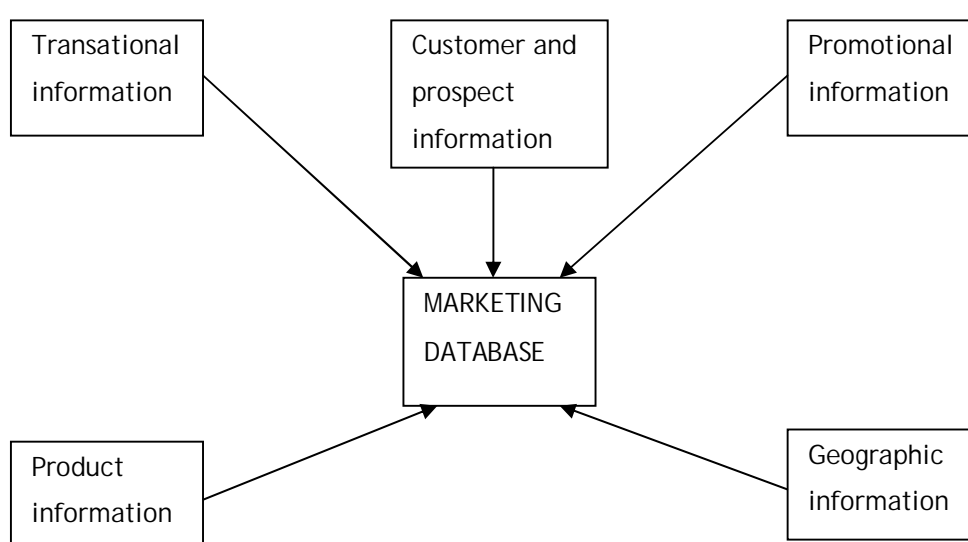 Transational
information
Customer and
prospect
information
Promotional
information
MARKETING
DATABASE
Product
information
Geographic
information